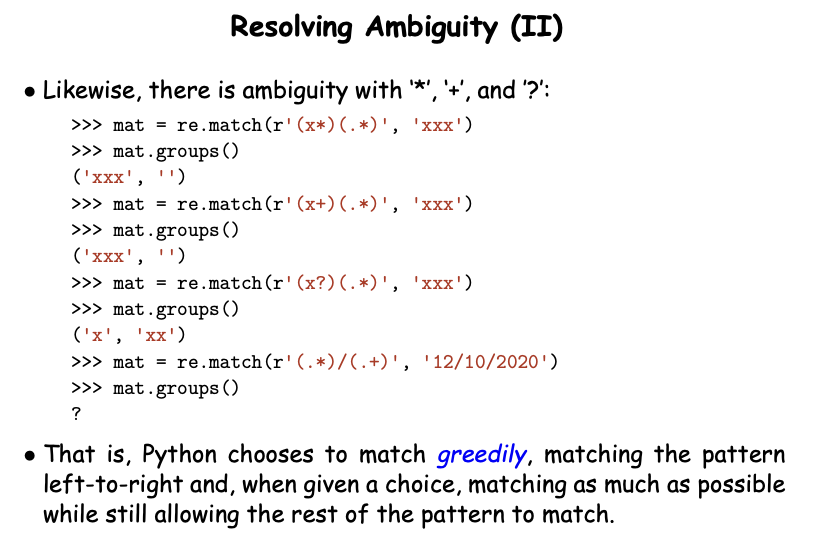 Resolving Ambiguity (II)
• Likewise, there is ambiguity with ‘*’, ‘+’, and ’?’:
>>> mat = re.match(r'(x*)(.*)', 'xxx')
>>> mat.groups()
('xxx', '')
>>> mat = re.match(r'(x+)(.*)', 'xxx')
>>> mat.groups()
('xxx', '')
>>> mat = re.match(r'(x?)(.*)', 'xxx')
>>> mat.groups()
('x', 'xx')
>>> mat = re.match(r'(.*)/(.+)', '12/10/2020')
>>> mat.groups()
?
• That is, Python chooses to match greedily, matching the pattern
left-to-right and, when given a choice, matching as much as possible
while still allowing the rest of the pattern to match.